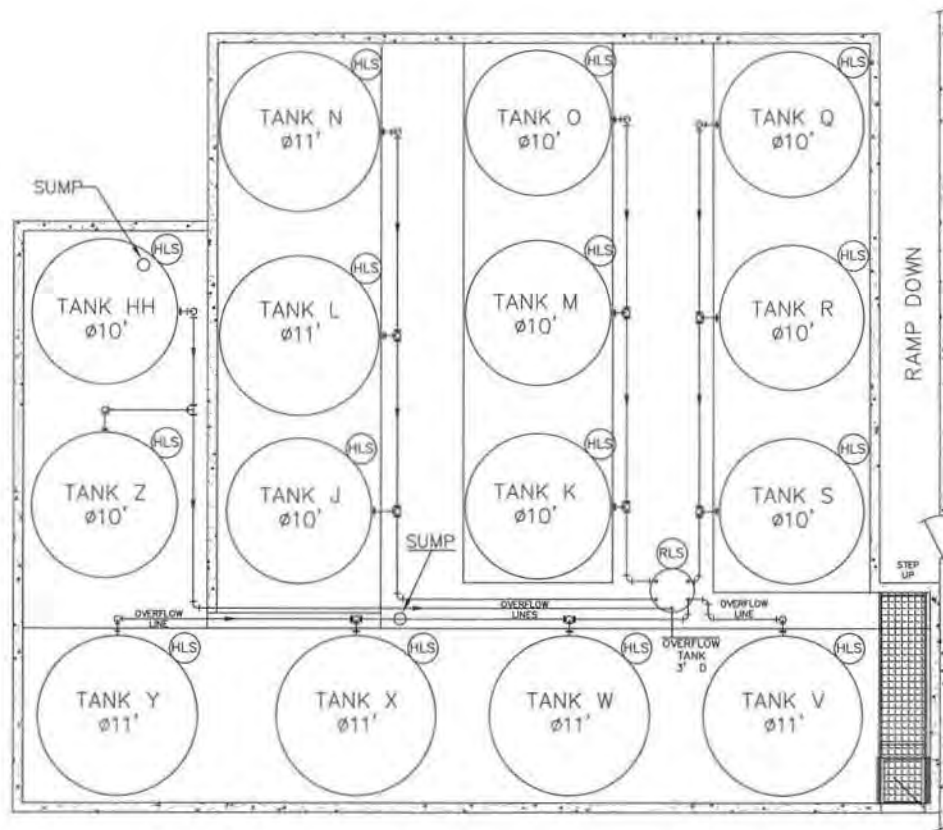 HLS
HLS
HLS
TANK N
ø11'
TANK O
ø10'
TANK Q
ø10'
SUMP
HLS
HLS
HLS
HLS
TANK HH
ø10'
TANK L
ø11'
TANK M
ø10'
TANK R
ø10'
RAMP DOWN
HLS
HLS
HLS
HLS
TANK Z
ø10'
TANK J
ø10'
TANK K
ø10'
TANK S
ø10'
SUMP
RLS
STEP
UP
OVERFLOW
LINE
OVERFLOW
LINES
OVERFLOW
LINE
OVERFLOW
TANK
3' D
HLS
HLS
HLS
HLS
TANK Y
ø11'
TANK X
ø11'
TANK W
ø11'
TANK V
ø11'